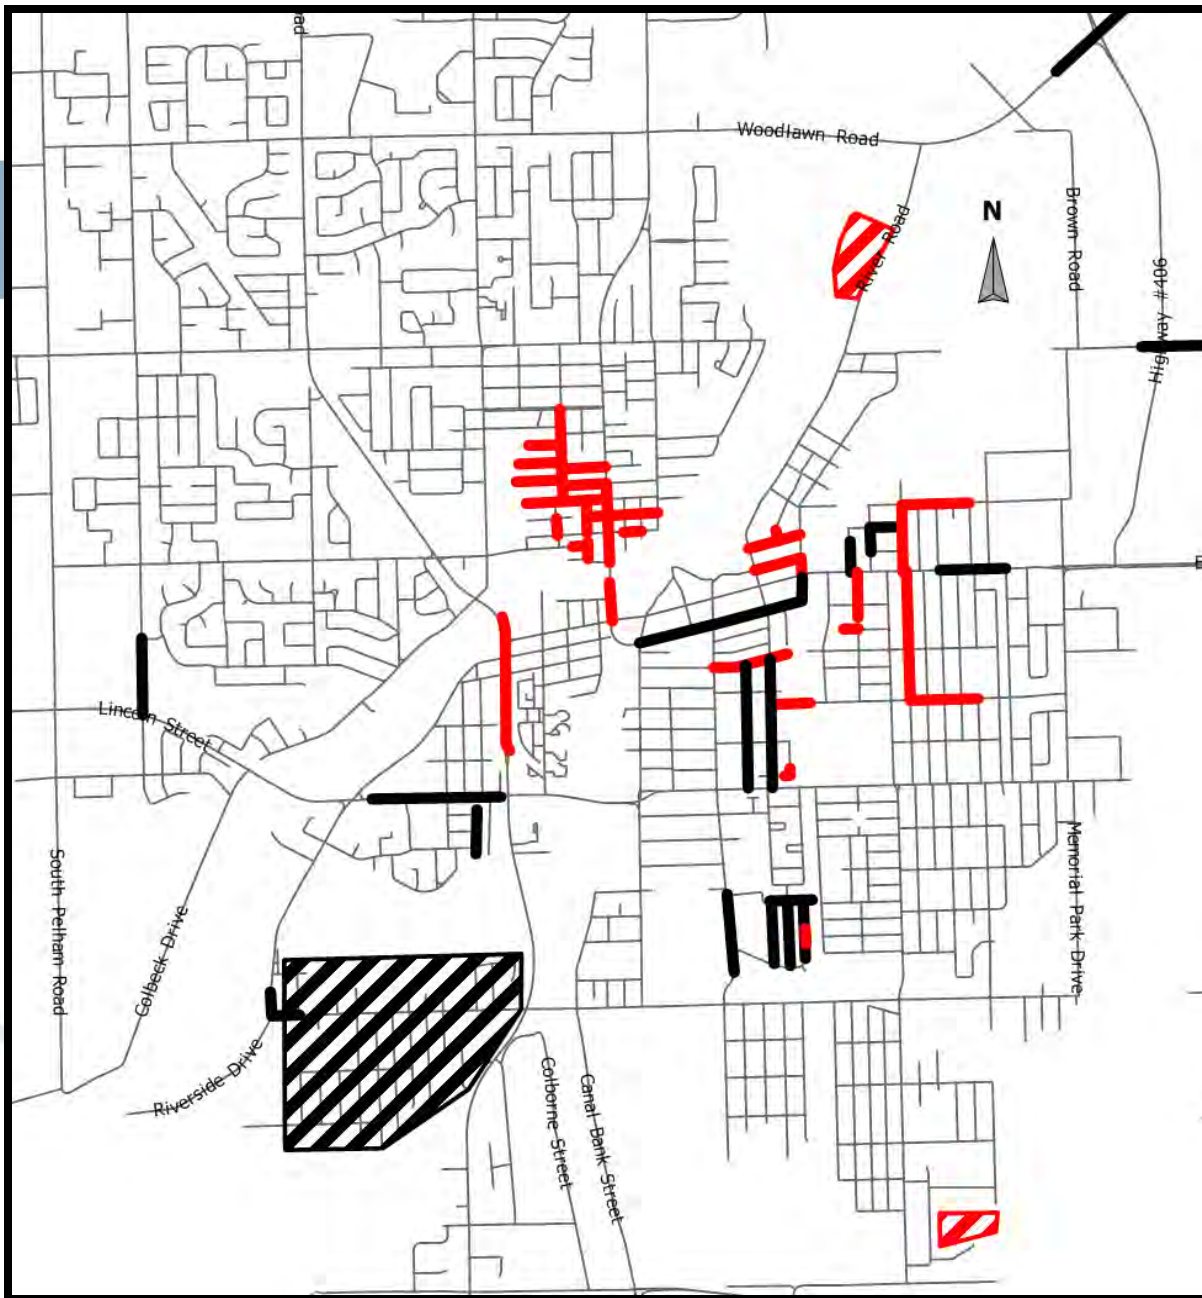 ad
Woodlawn Road
River Road
N
Brown Road
Highway #406
Lincoln Street
South Pelham Road
Colbeck Drive
Riverside Drive
Colborne Street
Canal Bank Street
Memorial Park Drive